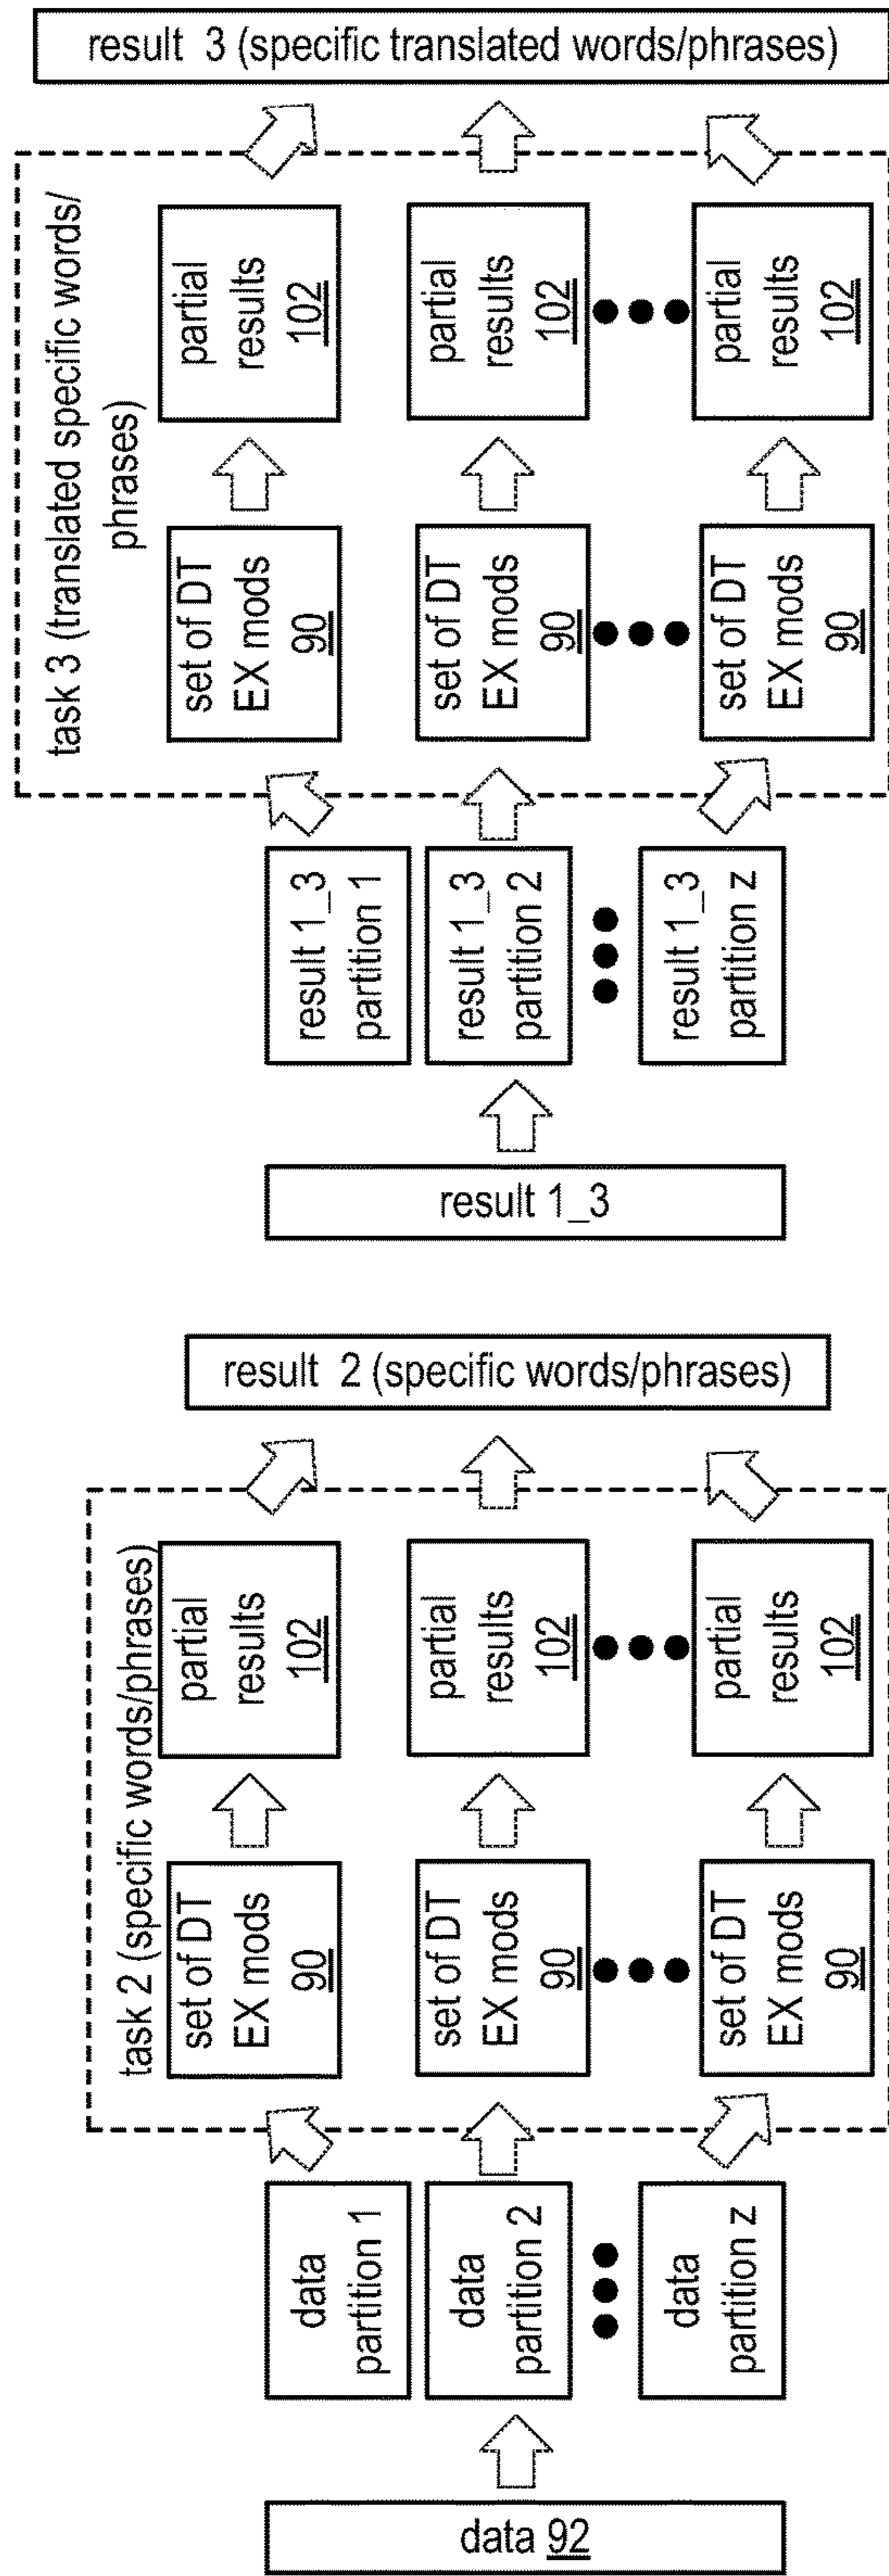 data 92
data
partition 1
data
partition 2
data
partition z
task 2 (specific words/phrases)
set of DT
EX mods
90
set of DT
EX mods
90
set of DT
EX mods
90
partial
results
102
partial
results
102
partial
results
102
result 2 (specific words/phrases)
result 1_3
result 1_3
partition 1
result 1_3
partition 2
result 1_3
partition z
task 3 (translated specific words/
phrases)
set of DT
EX mods
90
set of DT
EX mods
90
set of DT
EX mods
90
partial
results
102
partial
results
102
partial
results
102
result 3 (specific translated words/phrases)